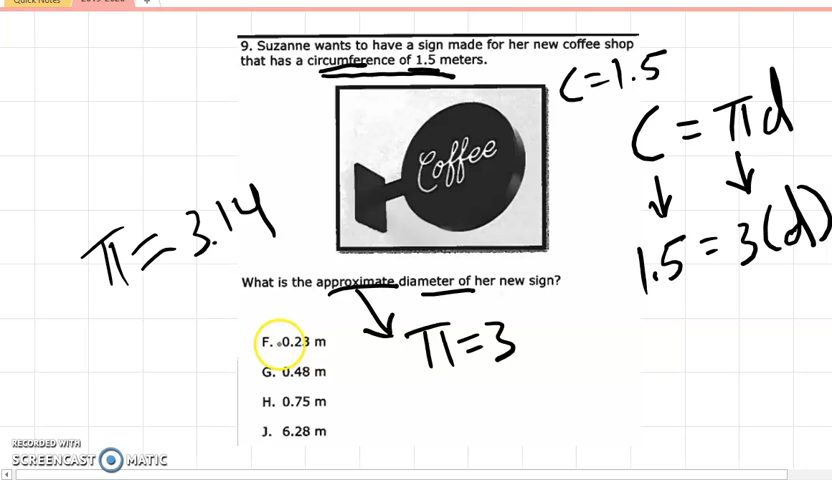 Quick Notes
9. Suzanne wants to have a sign made for her new coffee shop
that has a circumference of 1.5 meters.
C=1.5
C = πd
Coffee
π=3.14
1.5 = 3(d)
What is the approximate diameter of her new sign?
π=3
F. 0.23 m
G. 0.48 m
H. 0.75 m
J. 6.28 m
RECORDED WITH
SCREENCAST MATIC